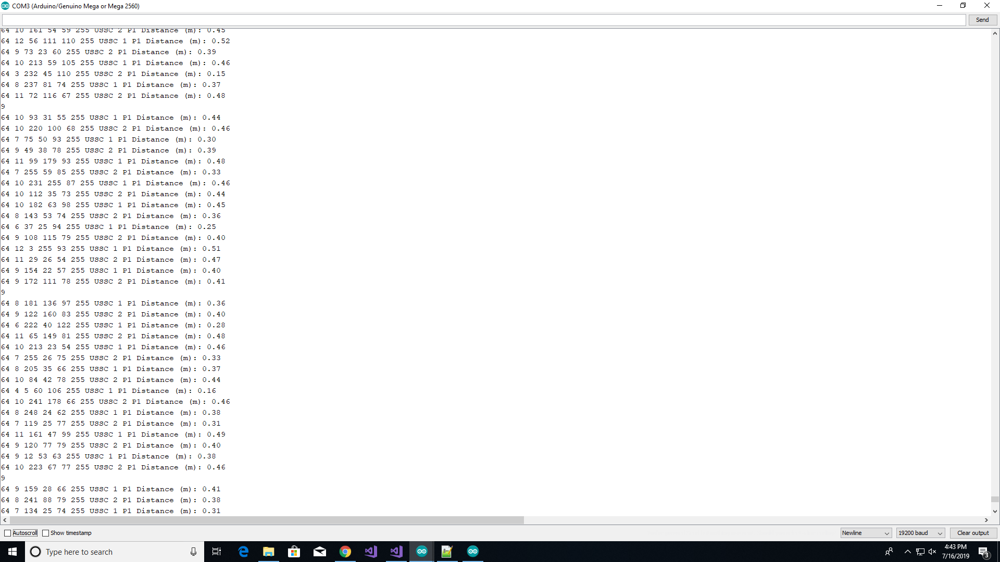 COM3 (Arduino/Genuino Mega or Mega 2560)
Send
64 10 161 54 59 255 USSC 2 P1 Distance (m): 0.45
64 12 56 111 110 255 USSC 1 P1 Distance (m): 0.52
64 9 73 23 60 255 USSC 2 P1 Distance (m): 0.39
64 10 213 59 105 255 USSC 1 P1 Distance (m): 0.46
64 3 232 45 110 255 USSC 2 P1 Distance (m): 0.15
64 8 237 81 74 255 USSC 1 P1 Distance (m): 0.37
64 11 72 116 67 255 USSC 2 P1 Distance (m): 0.48
9
64 10 93 31 55 255 USSC 1 P1 Distance (m): 0.44
64 10 220 100 68 255 USSC 2 P1 Distance (m): 0.46
64 7 75 50 93 255 USSC 1 P1 Distance (m): 0.30
64 9 49 38 78 255 USSC 2 P1 Distance (m): 0.39
64 11 99 179 93 255 USSC 1 P1 Distance (m): 0.48
64 7 255 59 85 255 USSC 2 P1 Distance (m): 0.33
64 10 231 255 87 255 USSC 1 P1 Distance (m): 0.46
64 10 112 35 73 255 USSC 2 P1 Distance (m): 0.44
64 10 182 63 98 255 USSC 1 P1 Distance (m): 0.45
64 8 143 53 74 255 USSC 2 P1 Distance (m): 0.36
64 6 37 25 94 255 USSC 1 P1 Distance (m): 0.25
64 9 108 115 79 255 USSC 2 P1 Distance (m): 0.40
64 12 3 255 93 255 USSC 1 P1 Distance (m): 0.51
64 11 29 26 54 255 USSC 2 P1 Distance (m): 0.47
64 9 154 22 57 255 USSC 1 P1 Distance (m): 0.40
64 9 172 111 78 255 USSC 2 P1 Distance (m): 0.41
9
64 8 181 136 97 255 USSC 1 P1 Distance (m): 0.36
64 9 122 160 83 255 USSC 2 P1 Distance (m): 0.40
64 6 222 40 122 255 USSC 1 P1 Distance (m): 0.28
64 11 65 149 81 255 USSC 2 P1 Distance (m): 0.48
64 10 213 23 54 255 USSC 1 P1 Distance (m): 0.46
64 7 255 26 75 255 USSC 2 P1 Distance (m): 0.33
64 8 205 35 66 255 USSC 1 P1 Distance (m): 0.37
64 10 84 42 78 255 USSC 2 P1 Distance (m): 0.44
64 4 5 60 106 255 USSC 1 P1 Distance (m): 0.16
64 10 241 178 66 255 USSC 2 P1 Distance (m): 0.46
64 8 248 24 62 255 USSC 1 P1 Distance (m): 0.38
64 7 119 25 77 255 USSC 2 P1 Distance (m): 0.31
64 11 161 47 99 255 USSC 1 P1 Distance (m): 0.49
64 9 120 77 79 255 USSC 2 P1 Distance (m): 0.40
64 9 12 53 63 255 USSC 1 P1 Distance (m): 0.38
64 10 223 67 77 255 USSC 2 P1 Distance (m): 0.46
9
64 9 159 28 66 255 USSC 1 P1 Distance (m): 0.41
64 8 241 88 79 255 USSC 2 P1 Distance (m): 0.38
64 7 134 25 74 255 USSC 1 P1 Distance (m): 0.31
Autoscroll Show timestamp Newline 19200 baud Clear output
Type here to search
4:43 PM
7/16/2019
3